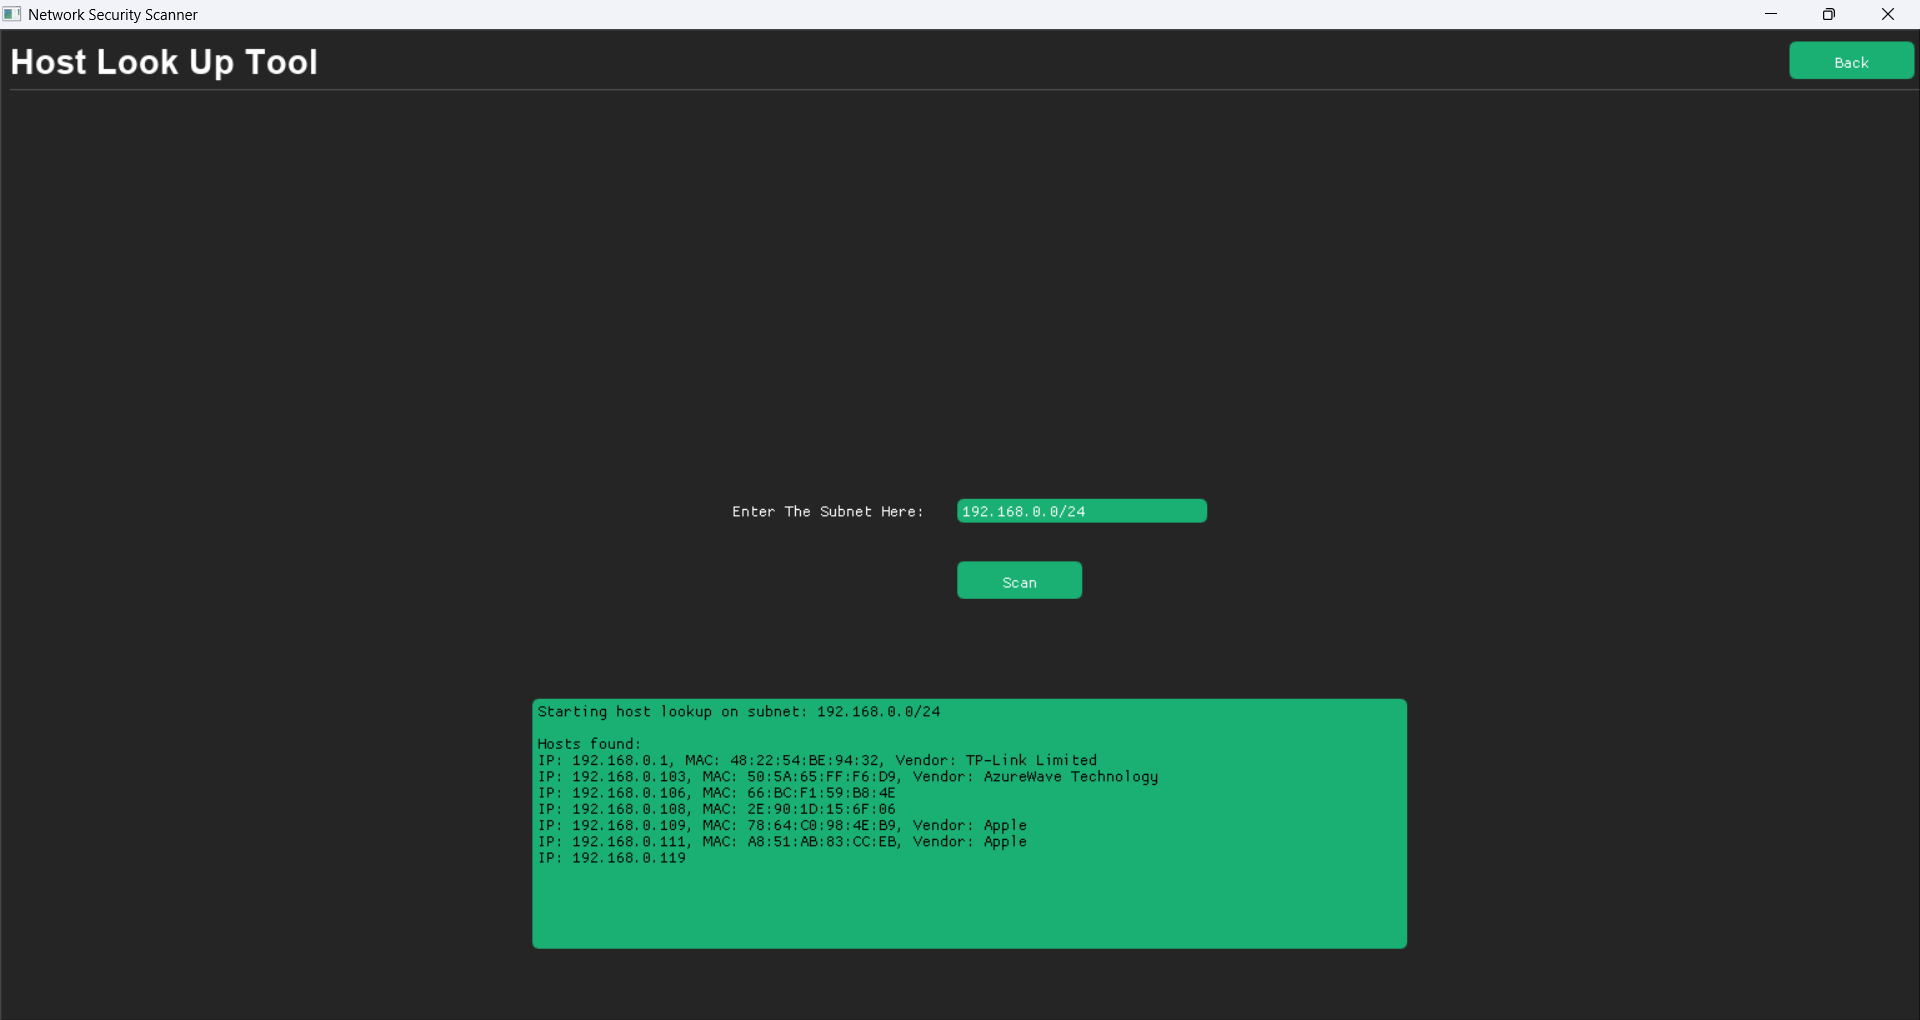 Network Security Scanner
Host Look Up Tool
Back
Enter The Subnet Here:
192.168.0.0/24
Scan
Starting host lookup on subnet: 192.168.0.0/24
Hosts found:
IP: 192.168.0.1, MAC: 48:22:54:BE:94:32, Vendor: TP-Link Limited
IP: 192.168.0.103, MAC: 50:5A:65:FF:F6:D9, Vendor: AzureWave Technology
IP: 192.168.0.106, MAC: 66:BC:F1:59:B8:4E
IP: 192.168.0.108, MAC: 2E:90:1D:15:6F:06
IP: 192.168.0.109, MAC: 78:64:C0:98:4E:B9, Vendor: Apple
IP: 192.168.0.111, MAC: A8:51:AB:83:CC:EB, Vendor: Apple
IP: 192.168.0.119